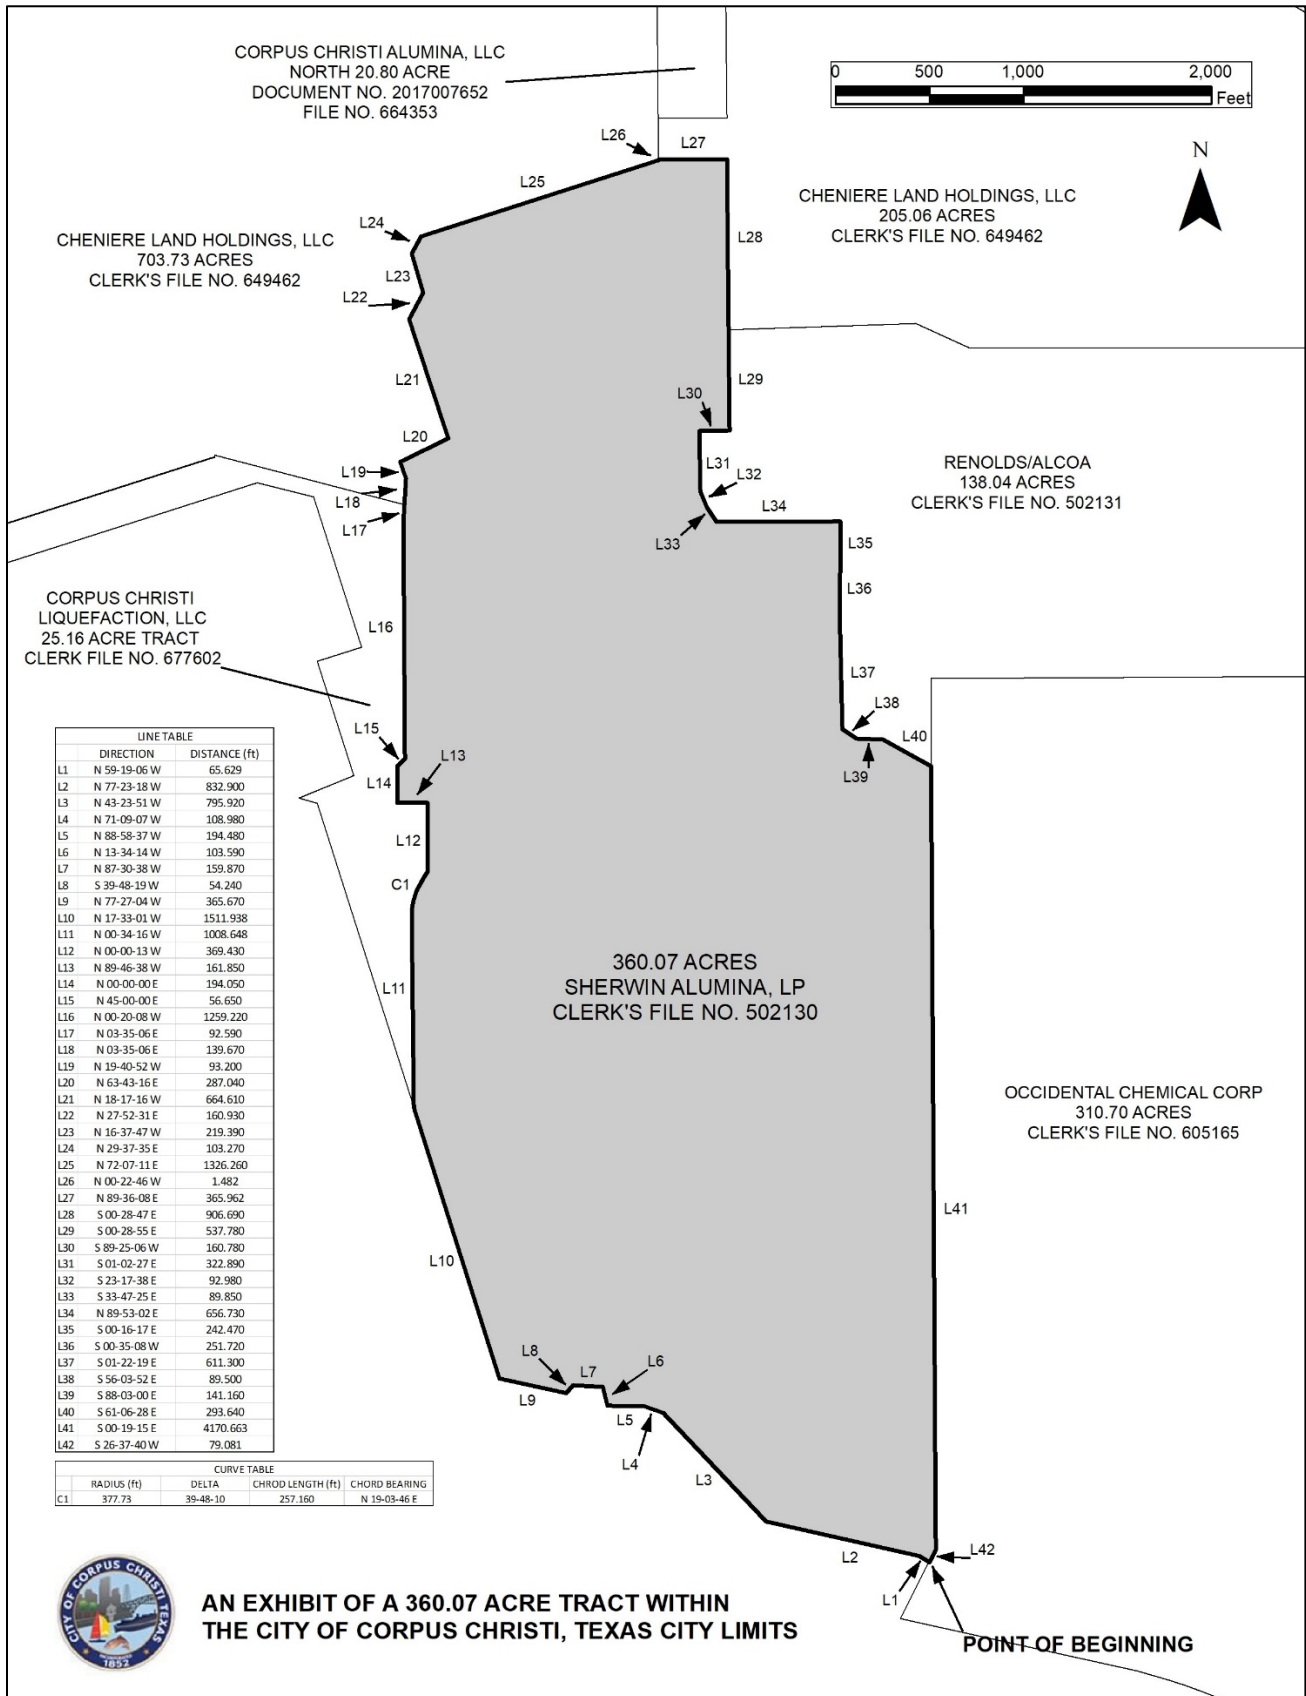 CORPUS CHRISTI ALUMINA, LLC
NORTH 20.80 ACRE
DOCUMENT NO. 2017007652
FILE NO. 664353
0 500 1,000 2,000
Feet
N
L26
L27
L25
L24
CHENIERE LAND HOLDINGS, LLC
205.06 ACRES
CLERK'S FILE NO. 649462
CHENIERE LAND HOLDINGS, LLC
703.73 ACRES
CLERK'S FILE NO. 649462
L28
L23
L22
L21
L29
L30
L20
L19
L18
L17
L31
L32
L33
L34
RENOLDS/ALCOA
138.04 ACRES
CLERK'S FILE NO. 502131
L35
L36
CORPUS CHRISTI
LIQUEFACTION, LLC
25.16 ACRE TRACT
CLERK FILE NO. 677602
L16
L37
L38
L39
L40
L15
L13
L14
L12
C1
L11
360.07 ACRES
SHERWIN ALUMINA, LP
CLERK'S FILE NO. 502130
OCCIDENTAL CHEMICAL CORP
310.70 ACRES
CLERK'S FILE NO. 605165
L41
L10
L8
L7
L6
L9
L5
L4
L3
L2
L42
L1
POINT OF BEGINNING
LINE TABLE
DIRECTION DISTANCE (ft)
L1 N 59-19-06 W 65.629
L2 N 77-23-18 W 832.900
L3 N 43-23-51 W 795.920
L4 N 71-09-07 W 108.980
L5 N 88-58-37 W 194.480
L6 N 13-34-14 W 103.590
L7 N 87-30-38 W 159.870
L8 S 39-48-19 W 54.240
L9 N 77-27-04 W 365.670
L10 N 17-33-01 W 1511.938
L11 N 00-34-16 W 1008.648
L12 N 00-00-13 W 369.430
L13 N 89-46-38 W 161.850
L14 N 00-00-00 E 194.050
L15 N 45-00-00 E 56.650
L16 N 00-20-08 W 1259.220
L17 N 03-35-06 E 92.590
L18 N 03-35-06 E 139.670
L19 N 19-40-52 W 93.200
L20 N 63-43-16 E 287.040
L21 N 18-17-16 W 664.610
L22 N 27-52-31 E 160.930
L23 N 16-37-47 W 219.390
L24 N 29-37-35 E 103.270
L25 N 72-07-11 E 1326.260
L26 N 00-22-46 W 1.482
L27 N 89-36-08 E 365.962
L28 S 00-28-47 E 906.690
L29 S 00-28-55 E 537.780
L30 S 89-25-06 W 160.780
L31 S 01-02-27 E 322.890
L32 S 23-17-38 E 92.980
L33 S 33-47-25 E 89.850
L34 N 89-53-02 E 656.730
L35 S 00-16-17 E 242.470
L36 S 00-35-08 W 251.720
L37 S 01-22-19 E 611.300
L38 S 56-03-52 E 89.500
L39 S 88-03-00 E 141.160
L40 S 61-06-28 E 293.640
L41 S 00-19-15 E 4170.663
L42 S 26-37-40 W 79.081
CURVE TABLE
RADIUS (ft) DELTA CHROD LENGTH (ft) CHORD BEARING
C1 377.73 39-48-10 257.160 N 19-03-46 E
CITY OF CORPUS CHRISTI TEXAS
INCORPORATED
1852
AN EXHIBIT OF A 360.07 ACRE TRACT WITHIN
THE CITY OF CORPUS CHRISTI, TEXAS CITY LIMITS